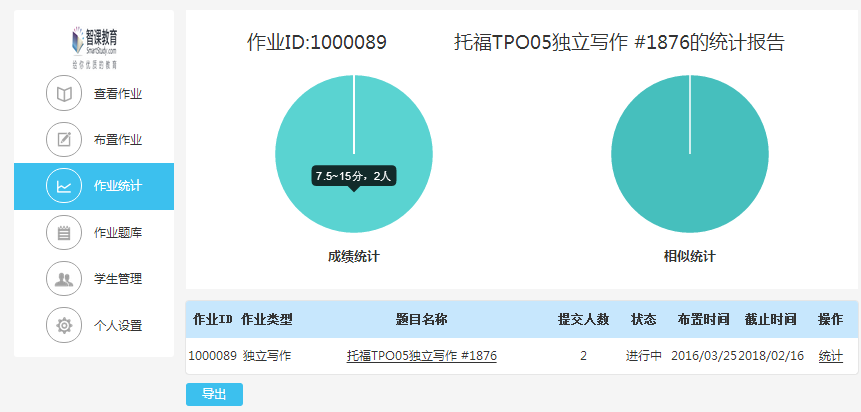 智课教育
SmartStudy.com
给你优质的教育
查看作业
布置作业
作业统计
作业题库
学生管理
个人设置
作业ID:1000089 托福TPO05独立写作 #1876的统计报告
7.5~15分，2人
成绩统计 相似统计
作业ID 作业类型 题目名称 提交人数 状态 布置时间 截止时间 操作
1000089 独立写作 托福TPO05独立写作 #1876 2 进行中 2016/03/25 2018/02/16 统计
导出